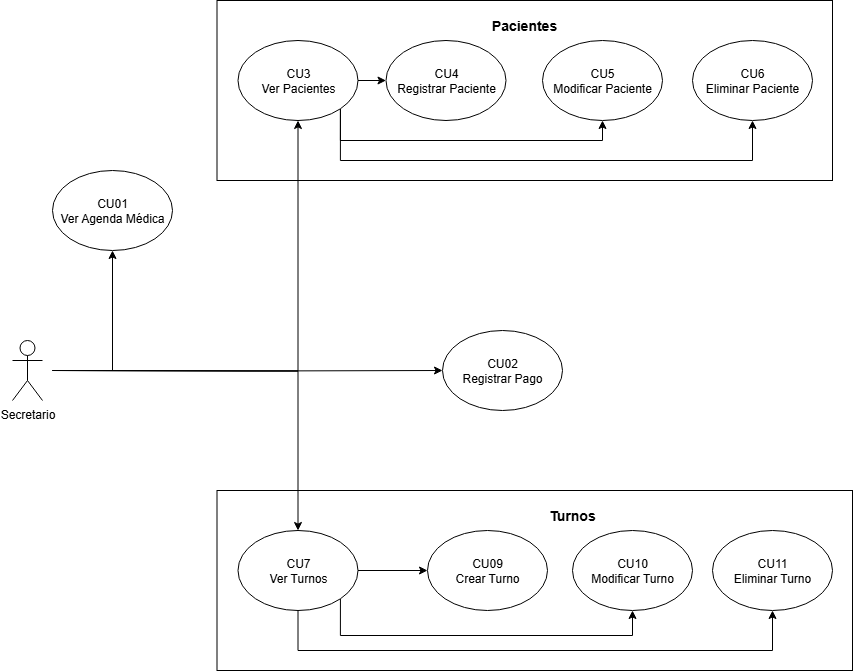 Pacientes
CU3
Ver Pacientes
CU4
Registrar Paciente
CU5
Modificar Paciente
CU6
Eliminar Paciente
CU01
Ver Agenda Médica
CU02
Registrar Pago
Secretario
Turnos
CU7
Ver Turnos
CU09
Crear Turno
CU10
Modificar Turno
CU11
Eliminar Turno